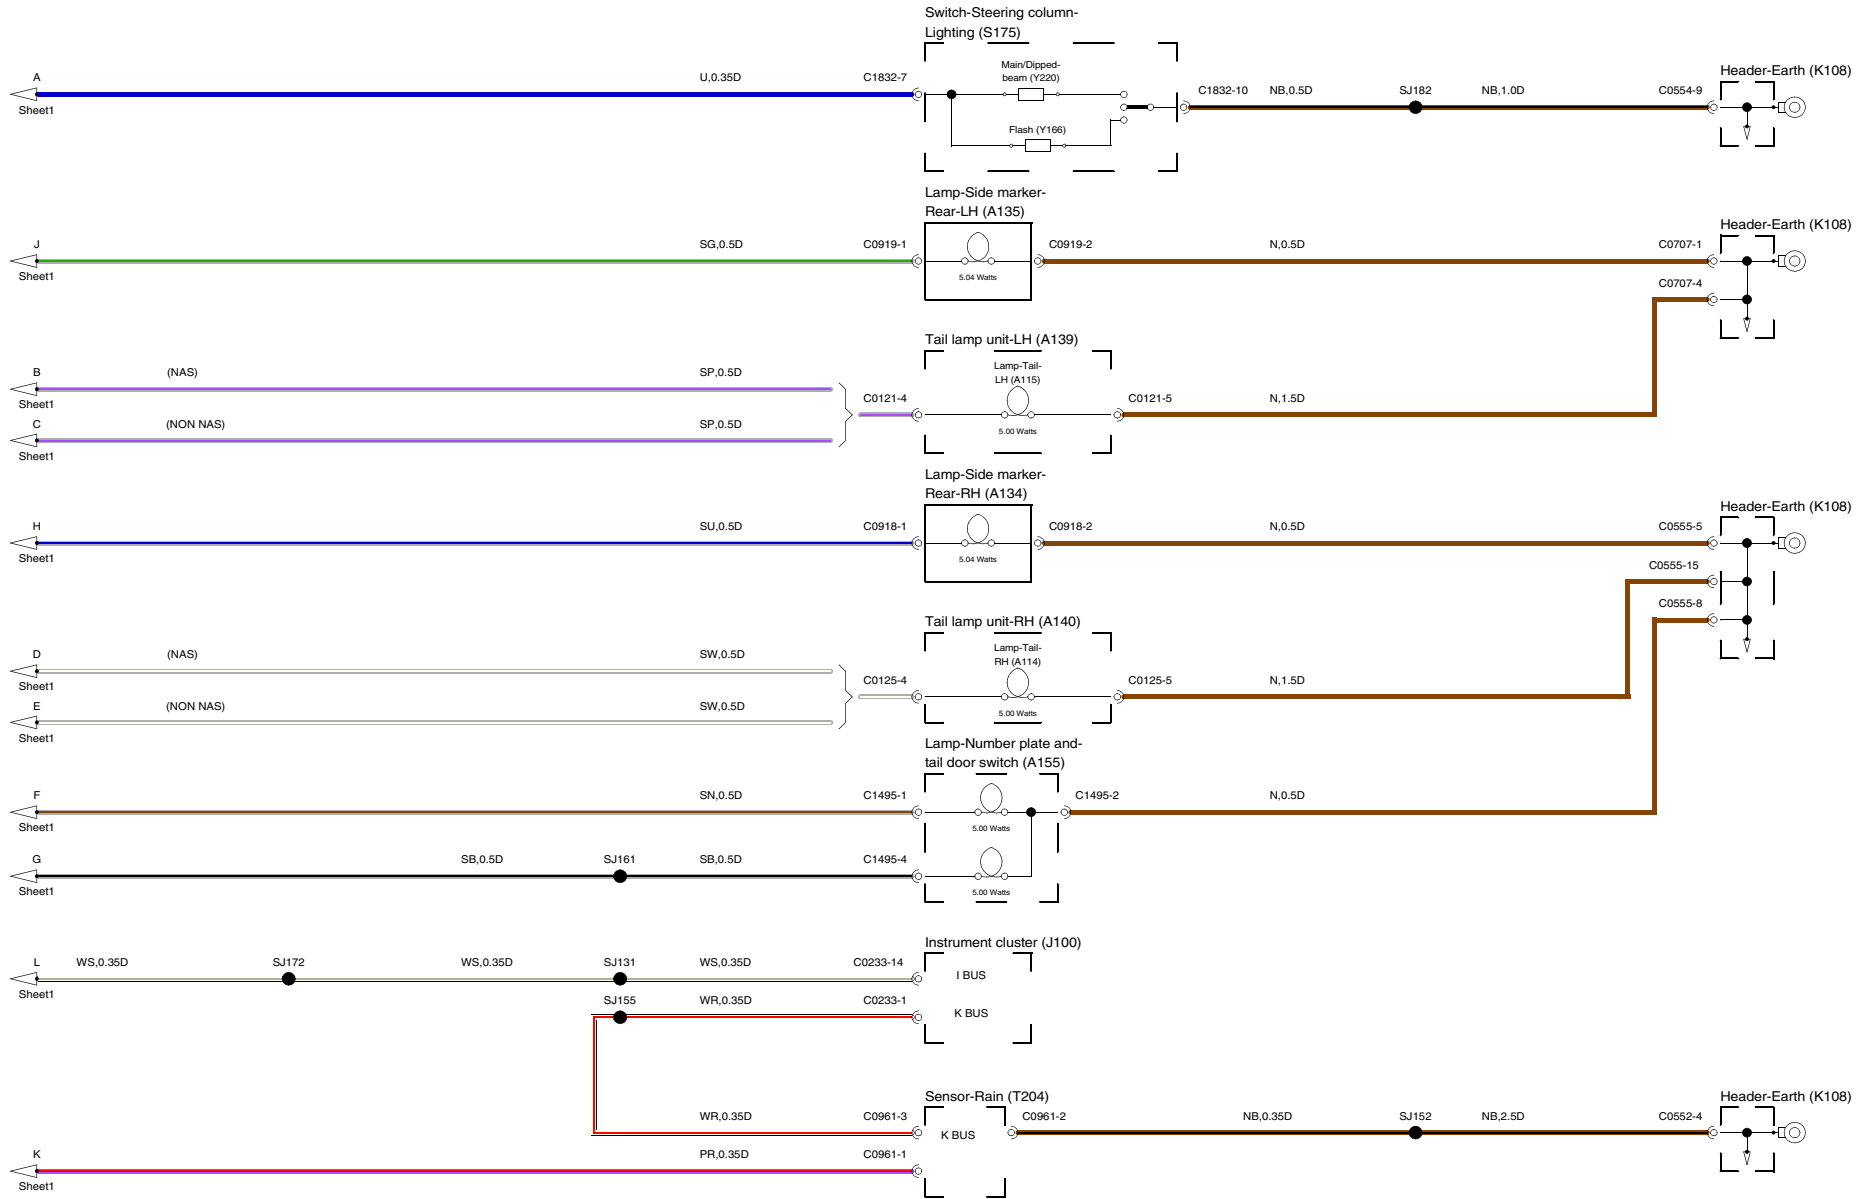 Switch-Steering column-
Lighting (S175)
Main/Dipped-
beam (Y220)
Flash (Y166)
A
Sheet1
U,0.35D
C1832-7
C1832-10
NB,0.5D
SJ182
NB,1.0D
C0554-9
Header-Earth (K108)
Lamp-Side marker-
Rear-LH (A135)
J
Sheet1
SG,0.5D
C0919-1
5.04 Watts
C0919-2
N,0.5D
C0707-1
Header-Earth (K108)
C0707-4
Tail lamp unit-LH (A139)
Lamp-Tail-
LH (A115)
B
Sheet1
(NAS)
SP,0.5D
C
Sheet1
(NON NAS)
SP,0.5D
C0121-4
5.00 Watts
C0121-5
N,1.5D
Lamp-Side marker-
Rear-RH (A134)
H
Sheet1
SU,0.5D
C0918-1
5.04 Watts
C0918-2
N,0.5D
C0555-5
Header-Earth (K108)
C0555-15
C0555-8
Tail lamp unit-RH (A140)
Lamp-Tail-
RH (A114)
D
Sheet1
(NAS)
SW,0.5D
E
Sheet1
(NON NAS)
SW,0.5D
C0125-4
5.00 Watts
C0125-5
N,1.5D
Lamp-Number plate and-
tail door switch (A155)
F
Sheet1
SN,0.5D
C1495-1
5.00 Watts
C1495-2
N,0.5D
G
Sheet1
SB,0.5D
SJ161
SB,0.5D
C1495-4
5.00 Watts
Instrument cluster (J100)
L
Sheet1
WS,0.35D
SJ172
WS,0.35D
SJ131
WS,0.35D
C0233-14
I BUS
SJ155
WR,0.35D
C0233-1
K BUS
Sensor-Rain (T204)
WR,0.35D
C0961-3
K BUS
C0961-2
NB,0.35D
SJ152
NB,2.5D
C0552-4
Header-Earth (K108)
K
Sheet1
PR,0.35D
C0961-1